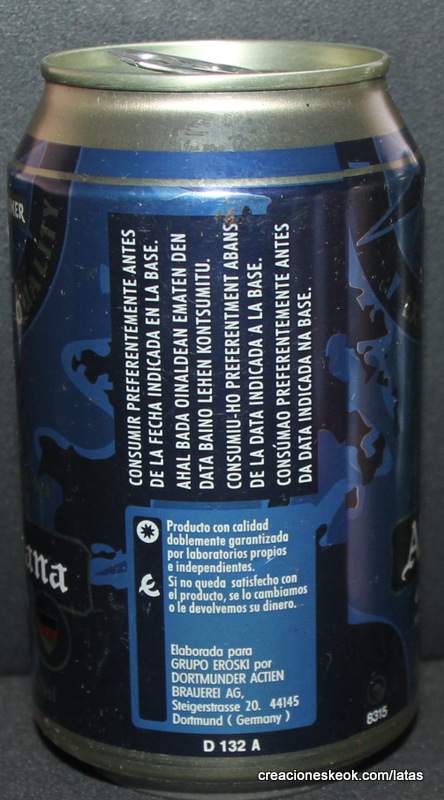 CONSUMIR PREFERENTEMENTE ANTES
DE LA FECHA INDICADA EN LA BASE.
AHAL BADA OINALDEAN EMATEN DEN
DATA BAINO LEHEN KONTSUMITU.
CONSUMIU-HO PREFERENTMENT ABANS
DE LA DATA INDICADA A LA BASE.
CONSÚMAO PREFERENTEMENTE ANTES
DA DATA INDICADA NA BASE.
Producto con calidad
doblemente garantizada
por laboratorios propios
e independientes.
Si no queda satisfecho con
el producto, se lo cambiamos
o le devolvemos su dinero.
Elaborada para
GRUPO EROSKI por
DORTMUNDER ACTIEN
BRAUEREI AG,
Steigerstrasse 20. 44145
Dortmund ( Germany )
8315
D 132 A
creacioneskeok.com/latas